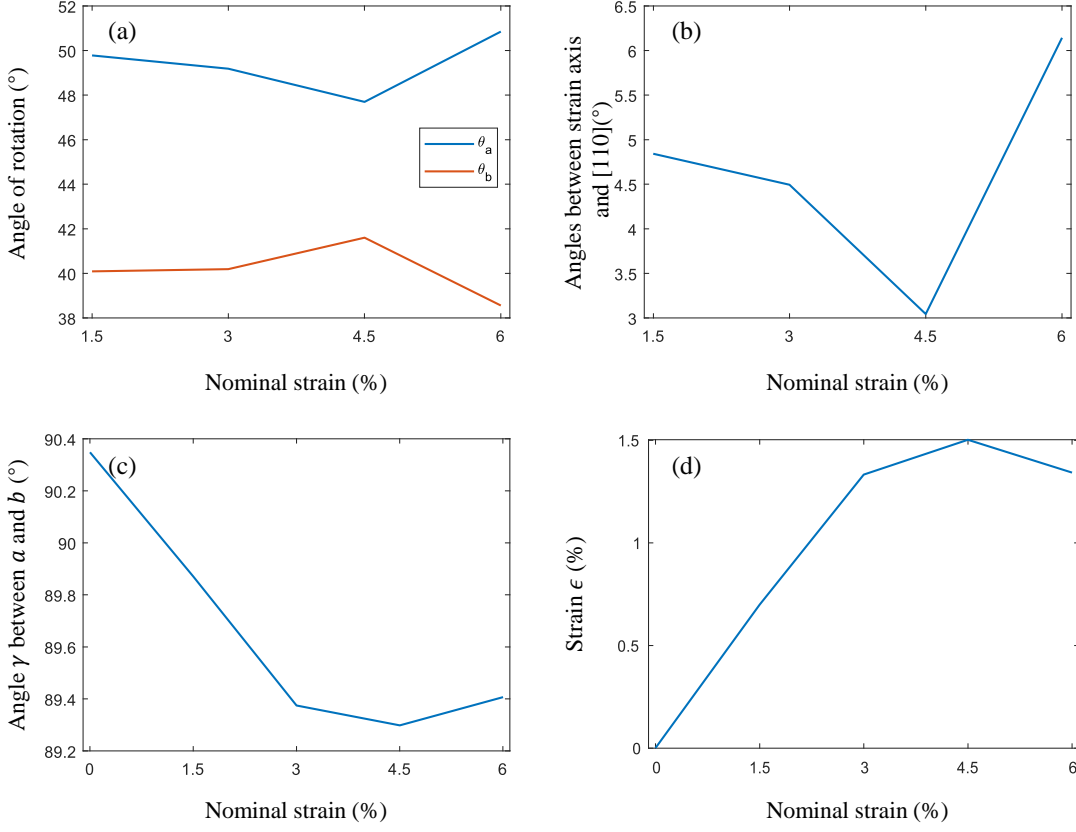 (a)
Angle of rotation (°)
52
50
48
46
44
42
40
38
θa
θb
1.5 3 4.5 6
Nominal strain (%)
(b)
Angles between strain axis
and [110](°)
6.5
6
5.5
5
4.5
4
3.5
3
1.5 3 4.5 6
Nominal strain (%)
(c)
Angle γ between a and b (°)
90.4
90.2
90
89.8
89.6
89.4
89.2
0 1.5 3 4.5 6
Nominal strain (%)
(d)
Strain ϵ (%)
1.5
1
0.5
0
0 1.5 3 4.5 6
Nominal strain (%)